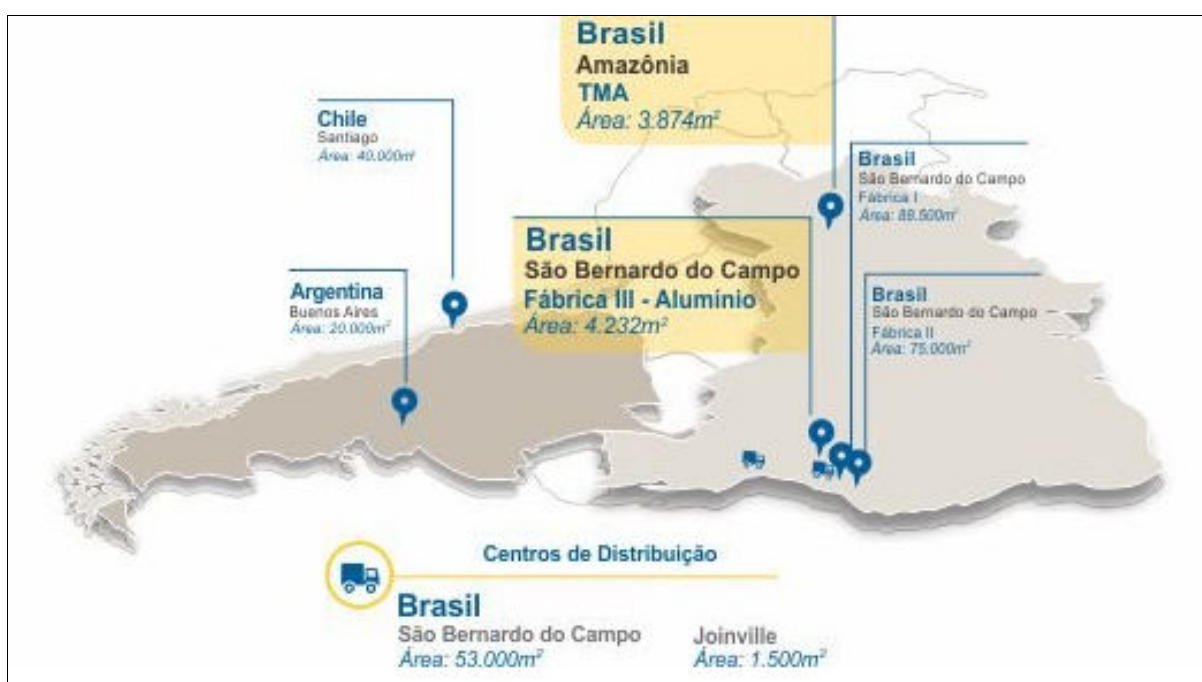 Brasil
Amazônia
TMA
Área: 3.874m²
Chile
Santiago
Área: 40.000m²
Brasil
São Bernardo do Campo
Fábrica I
Área: 89.500m²
Brasil
São Bernardo do Campo
Fábrica III - Alumínio
Área: 4.232m²
Argentina
Buenos Aires
Área: 20.000m²
Brasil
São Bernardo do Campo
Fábrica II
Área: 75.000m²
Centros de Distribuição
Brasil
São Bernardo do Campo
Área: 53.000m²
Joinville
Área: 1.500m²